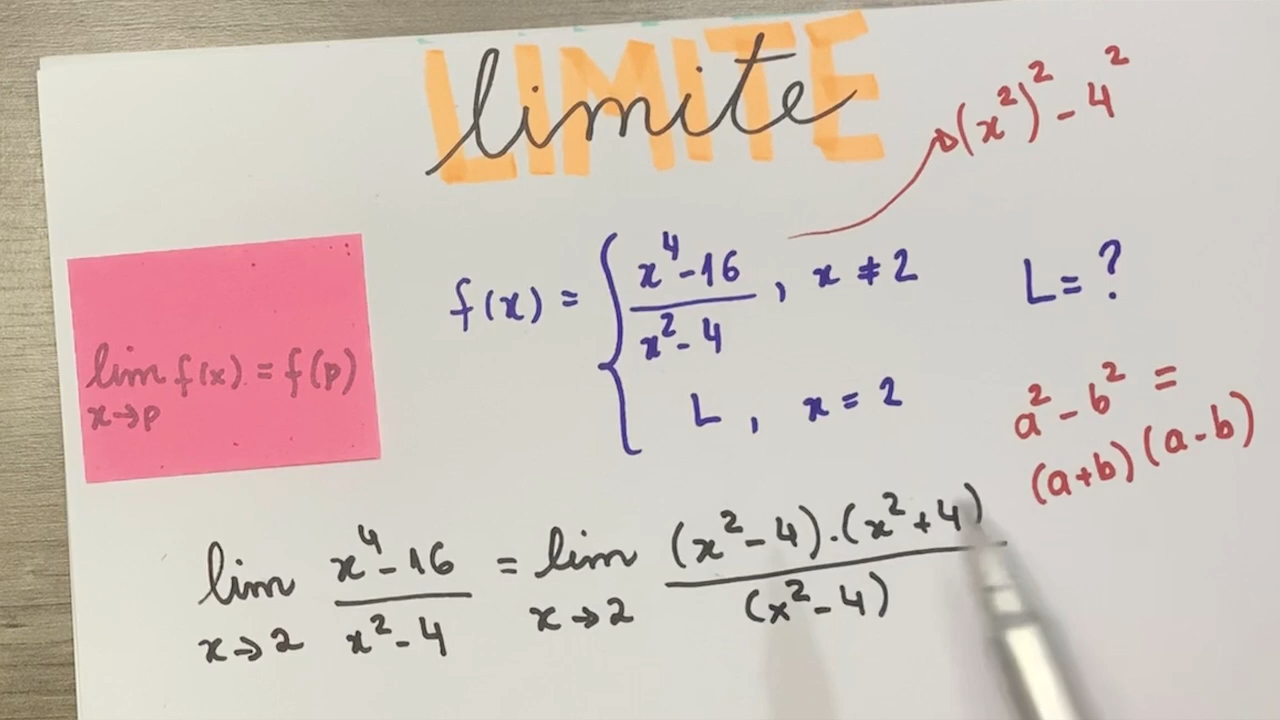 LIMITE
limite
(x²)² - 4²
f(x) = { (x⁴-16)/(x²-4) , x ≠ 2
L , x = 2
L = ?
lim f(x) = f(p)
x→p
a² - b² =
(a+b)(a-b)
lim (x⁴-16)/(x²-4) = lim ((x²-4).(x²+4))/(x²-4)
x→2 x→2